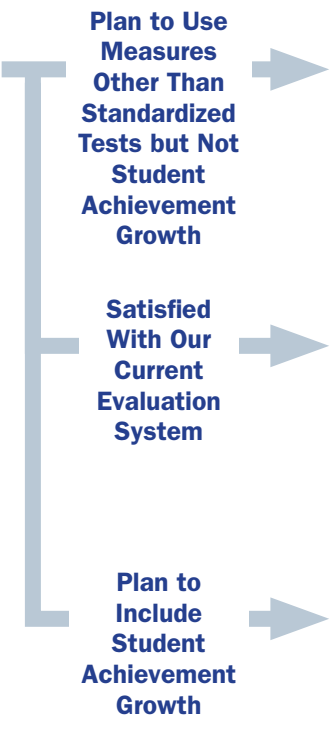 Plan to Use
Measures
Other Than
Standardized
Tests but Not
Student
Achievement
Growth
Satisfied
With Our
Current
Evaluation
System
Plan to
Include
Student
Achievement
Growth